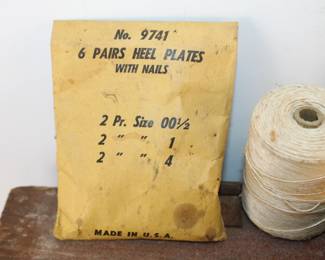 No. 9741
6 PAIRS HEEL PLATES
WITH NAILS
2 Pr. Size 00½
2 " " 1
2 " " 4
MADE IN U.S.A.